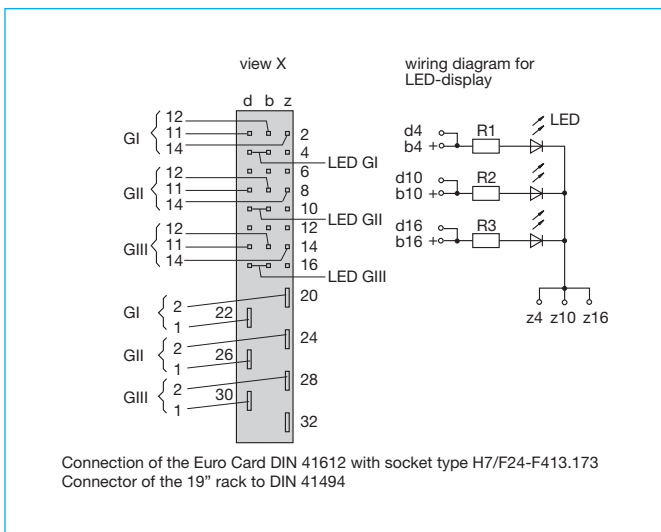 view X
wiring diagram for
LED-display
d b z
GI
12
11
14
2
4
LED GI
6
GII
12
11
14
8
10
LED GII
12
GIII
12
11
14
14
16
LED GIII
GI
2
1
22
20
GII
2
1
26
24
GIII
2
1
30
28
32
LED
d4
b4 +
R1
d10
b10 +
R2
d16
b16 +
R3
z4 z10 z16
Connection of the Euro Card DIN 41612 with socket type H7/F24-F413.173
Connector of the 19” rack to DIN 41494